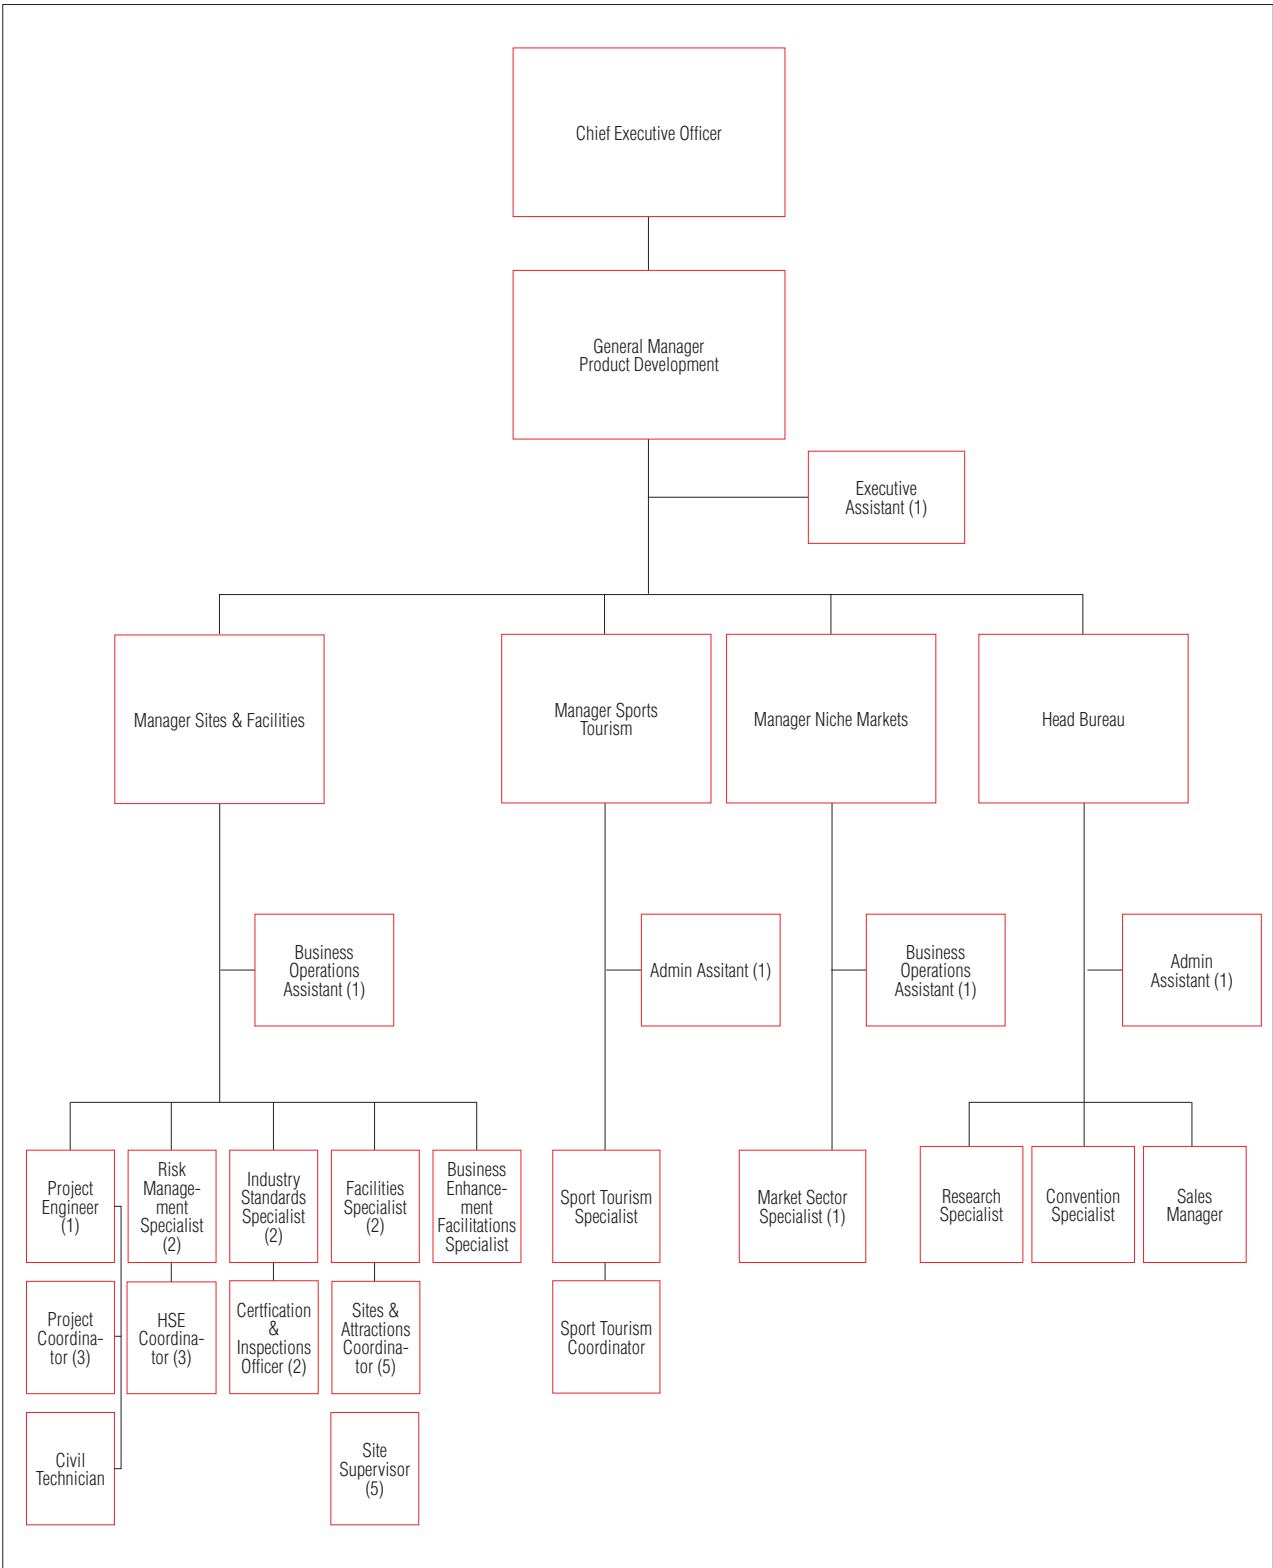 Chief Executive Officer
General Manager
Product Development
Executive
Assistant (1)
Manager Sites & Facilities
Manager Sports
Tourism
Manager Niche Markets
Head Bureau
Business
Operations
Assistant (1)
Admin Assitant (1)
Business
Operations
Assistant (1)
Admin
Assistant (1)
Project
Engineer
(1)
Risk
Manage-
ment
Specialist
(2)
Industry
Standards
Specialist
(2)
Facilities
Specialist
(2)
Business
Enhance-
ment
Facilitations
Specialist
Sport Tourism
Specialist
Market Sector
Specialist (1)
Research
Specialist
Convention
Specialist
Sales
Manager
Project
Coordina-
tor (3)
HSE
Coordina-
tor (3)
Certfication
&
Inspections
Officer (2)
Sites &
Attractions
Coordina-
tor (5)
Sport Tourism
Coordinator
Civil
Technician
Site
Supervisor
(5)